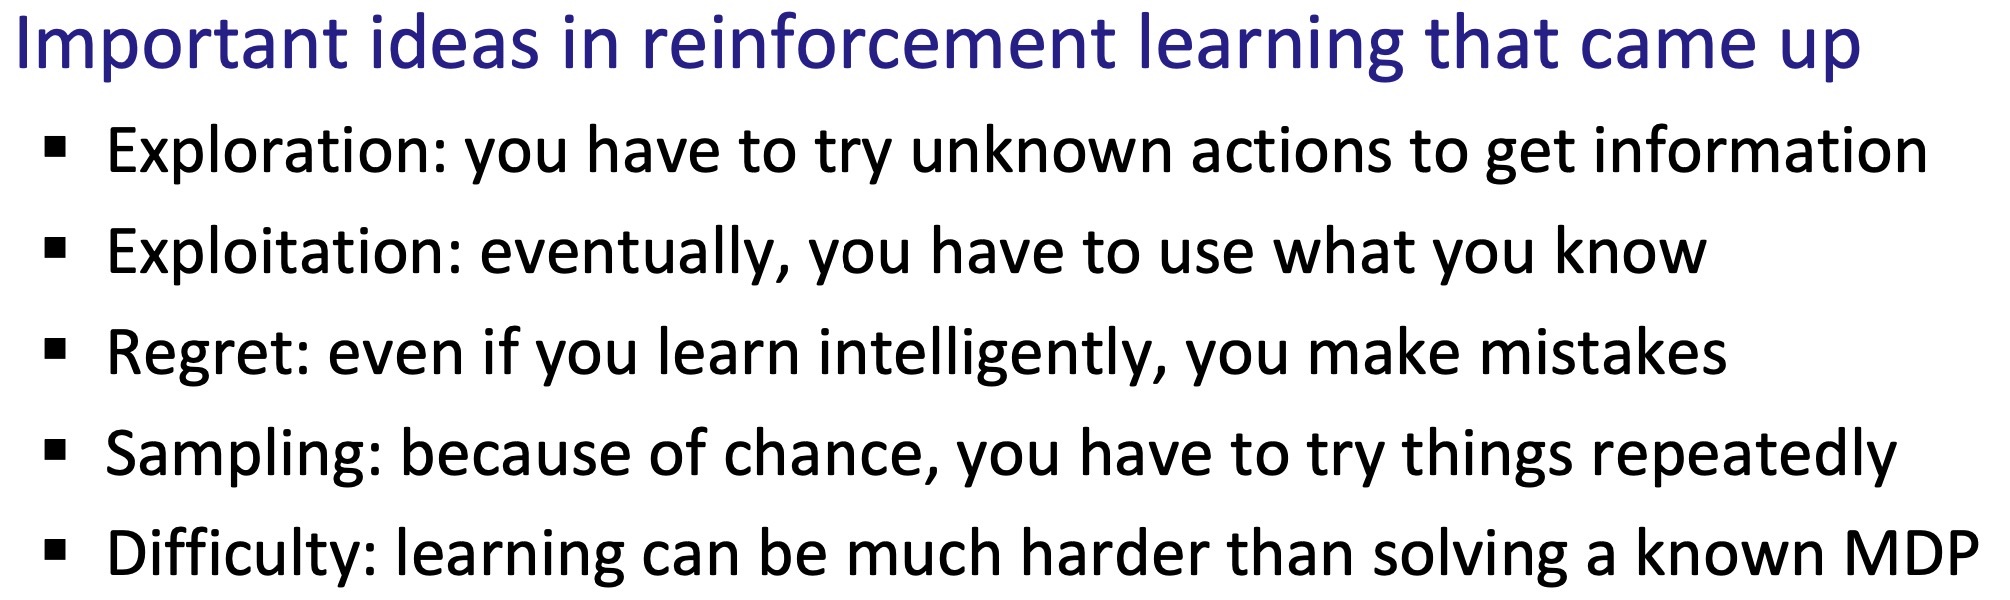 Important ideas in reinforcement learning that came up
▪ Exploration: you have to try unknown actions to get information
▪ Exploitation: eventually, you have to use what you know
▪ Regret: even if you learn intelligently, you make mistakes
▪ Sampling: because of chance, you have to try things repeatedly
▪ Difficulty: learning can be much harder than solving a known MDP